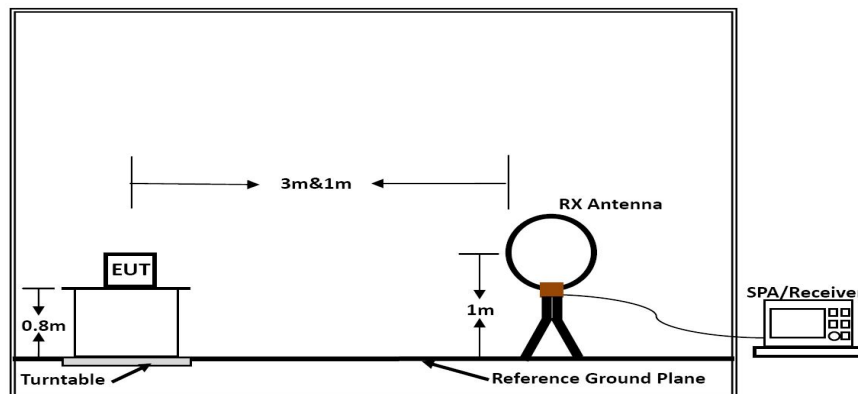 3m&1m
RX Antenna
EUT
SPA/Receiver
0.8m
1m
Turntable
Reference Ground Plane